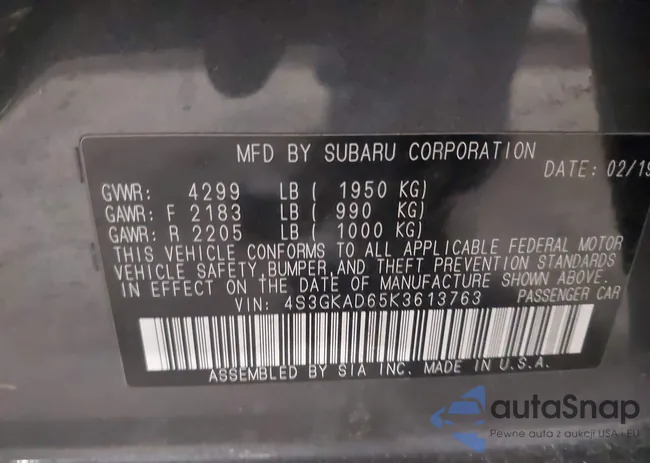 MFD BY SUBARU CORPORATION
DATE: 02/19
GVWR: 4299 LB ( 1950 KG)
GAWR: F 2183 LB ( 990 KG)
GAWR: R 2205 LB ( 1000 KG)
THIS VEHICLE CONFORMS TO ALL APPLICABLE FEDERAL MOTOR
VEHICLE SAFETY, BUMPER, AND THEFT PREVENTION STANDARDS
IN EFFECT ON THE DATE OF MANUFACTURE SHOWN ABOVE.
VIN: 4S3GKAD65K3613763 PASSENGER CAR
ASSEMBLED BY SIA INC. MADE IN U.S.A.
autaSnap
Pewne auta z aukcji USA i EU